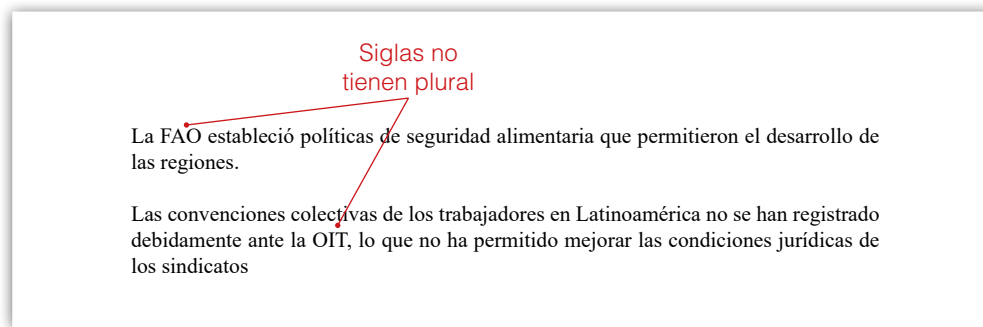 Siglas no
tienen plural
La FAO estableció políticas de seguridad alimentaria que permitieron el desarrollo de
las regiones.
Las convenciones colectivas de los trabajadores en Latinoamérica no se han registrado
debidamente ante la OIT, lo que no ha permitido mejorar las condiciones jurídicas de
los sindicatos